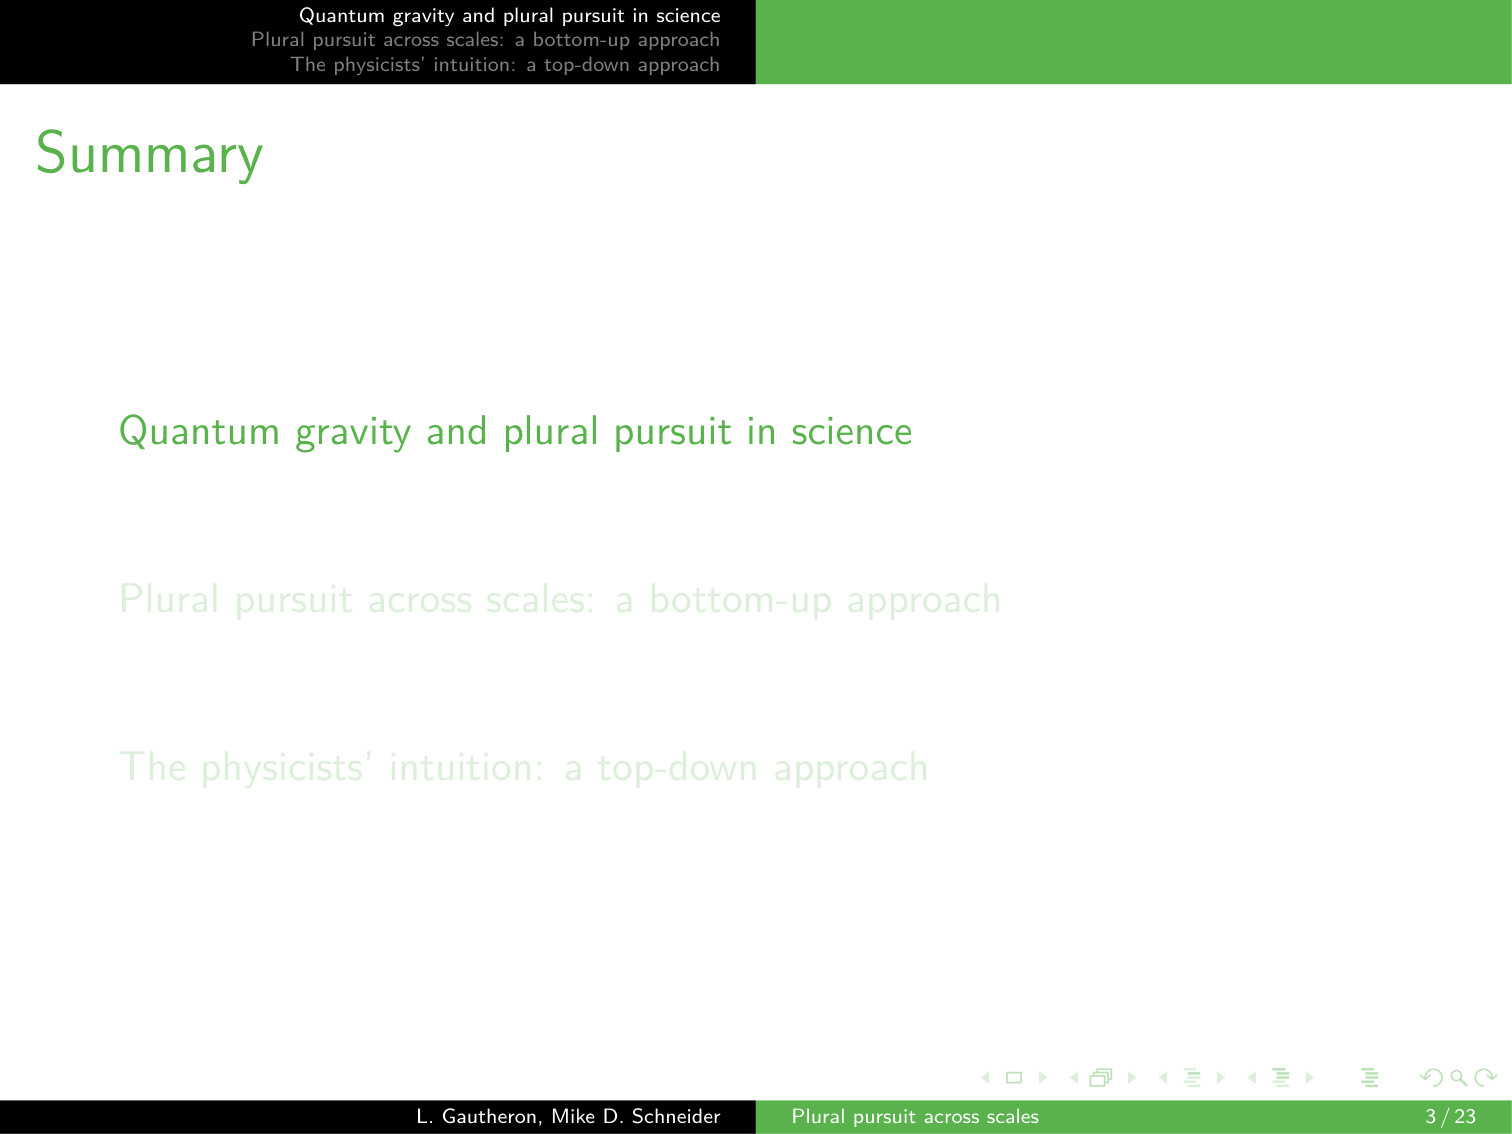 Quantum gravity and plural pursuit in science
Plural pursuit across scales: a bottom-up approach
The physicists' intuition: a top-down approach
Summary
Quantum gravity and plural pursuit in science
Plural pursuit across scales: a bottom-up approach
The physicists' intuition: a top-down approach
L. Gautheron, Mike D. Schneider
Plural pursuit across scales
3 / 23